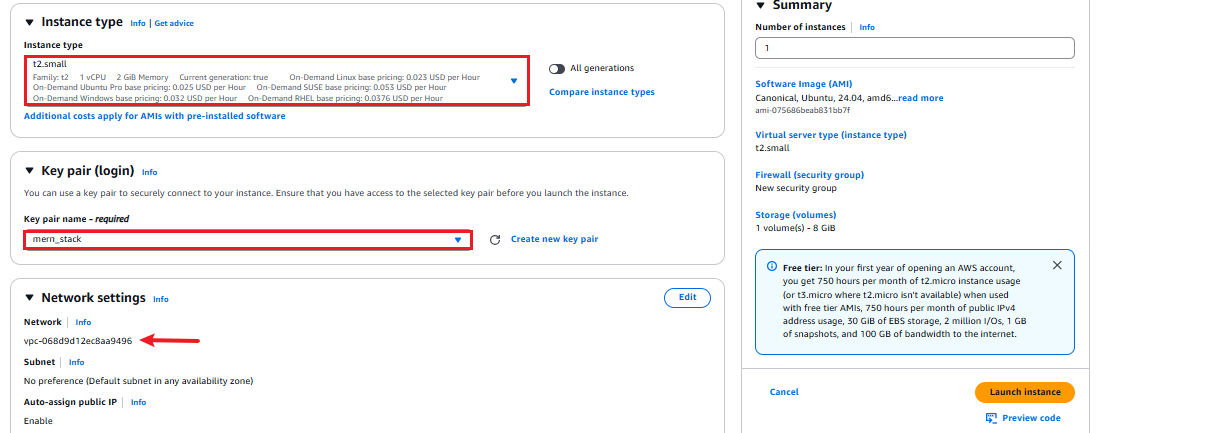 Instance type Info | Get advice
Instance type
t2.small
Family: t2 1 vCPU 2 GiB Memory Current generation: true On-Demand Linux base pricing: 0.023 USD per Hour
On-Demand Ubuntu Pro base pricing: 0.025 USD per Hour On-Demand SUSE base pricing: 0.053 USD per Hour
On-Demand Windows base pricing: 0.032 USD per Hour On-Demand RHEL base pricing: 0.0376 USD per Hour
All generations
Compare instance types
Additional costs apply for AMIs with pre-installed software
Key pair (login) Info
You can use a key pair to securely connect to your instance. Ensure that you have access to the selected key pair before you launch the instance.
Key pair name - required
mern_stack
Create new key pair
Network settings Info
Edit
Network Info
vpc-068d9d12ec8aa9496
Subnet Info
No preference (Default subnet in any availability zone)
Auto-assign public IP Info
Enable
Summary
Number of instances Info
1
Software Image (AMI)
Canonical, Ubuntu, 24.04, amd6...read more
ami-075686beab831bb7f
Virtual server type (instance type)
t2.small
Firewall (security group)
New security group
Storage (volumes)
1 volume(s) - 8 GiB
Free tier: In your first year of opening an AWS account,
you get 750 hours per month of t2.micro instance usage
(or t3.micro where t2.micro isn't available) when used
with free tier AMIs, 750 hours per month of public IPv4
address usage, 30 GiB of EBS storage, 2 million I/Os, 1 GB
of snapshots, and 100 GB of bandwidth to the internet.
Cancel
Launch instance
Preview code